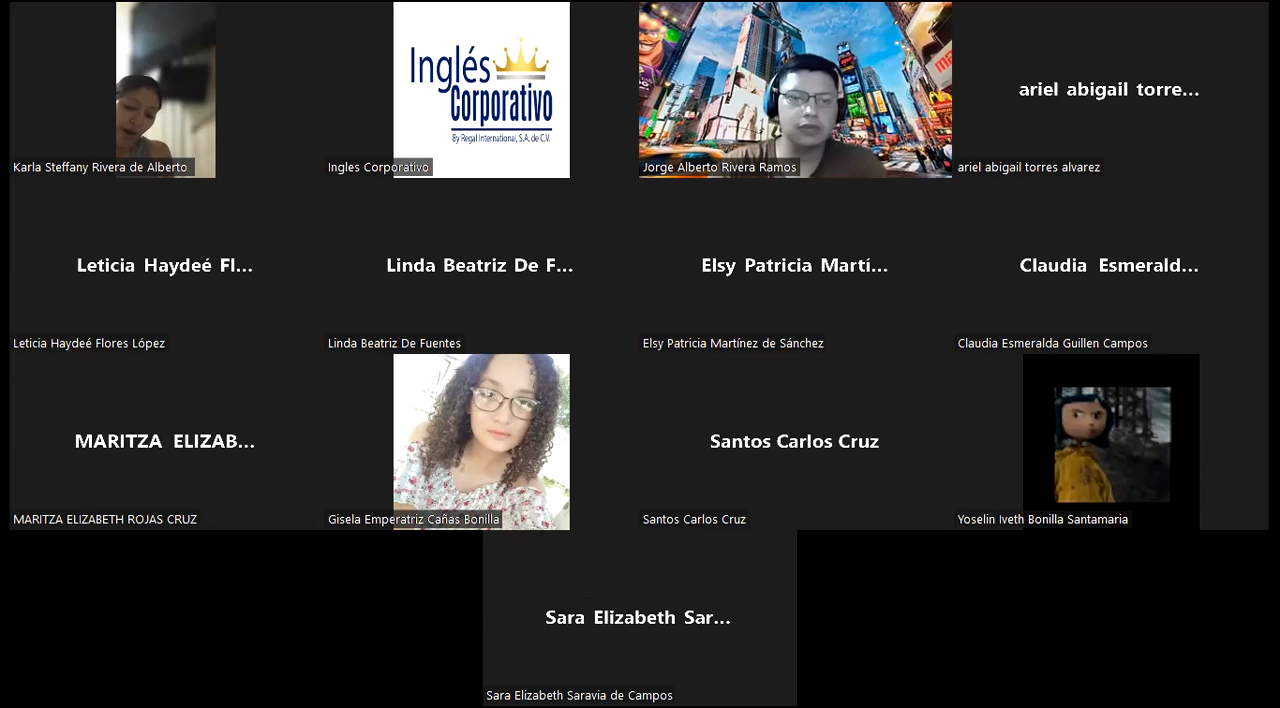 Inglés
Corporativo
By Regal International, S.A. de C.V.
ariel abigail torre...
Karla Steffany Rivera de Alberto
Ingles Corporativo
Jorge Alberto Rivera Ramos
ariel abigail torres alvarez
Leticia Haydeé Fl...
Linda Beatriz De F...
Elsy Patricia Martí...
Claudia Esmerald...
Leticia Haydeé Flores López
Linda Beatriz De Fuentes
Elsy Patricia Martínez de Sánchez
Claudia Esmeralda Guillen Campos
MARITZA ELIZAB...
Santos Carlos Cruz
MARITZA ELIZABETH ROJAS CRUZ
Gisela Emperatriz Cañas Bonilla
Santos Carlos Cruz
Yoselin Iveth Bonilla Santamaria
Sara Elizabeth Sar...
Sara Elizabeth Saravia de Campos